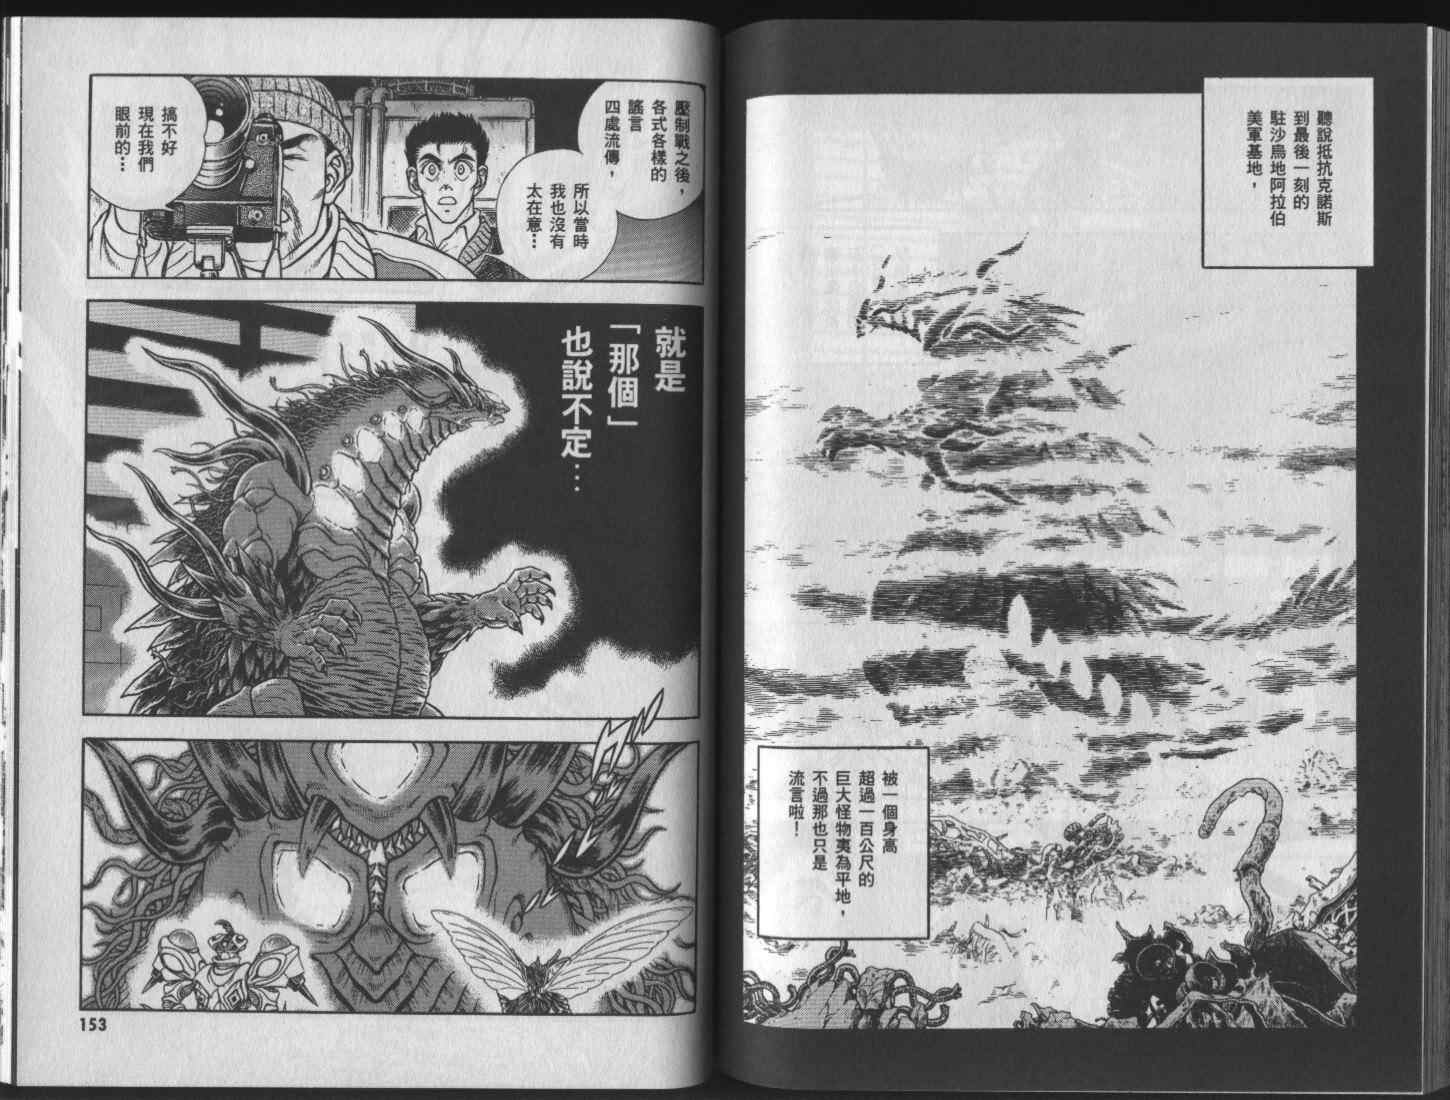 聽說抵抗克諾斯
到最後一刻的
駐沙烏地阿拉伯
美軍基地，
被一個身高
超過一百公尺的
巨大怪物夷為平地，
不過那也只是
流言啦！
壓制戰之後，
各式各樣的
謠言
四處流傳，
所以當時
我也沒有
太在意…
搞不好
現在我們
眼前的…
就是
「那個」
也說不定…
153